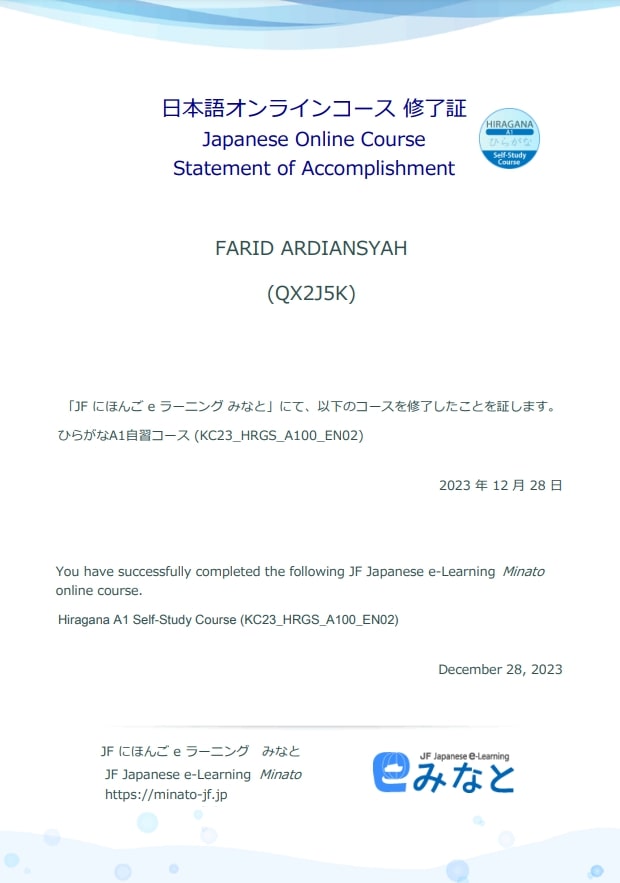 日本語オンラインコース 修了証
Japanese Online Course
Statement of Accomplishment
HIRAGANA
A1
ひらがな
Self-Study
Course
FARID ARDIANSYAH
(QX2J5K)
「JF にほんご e ラーニング みなと」にて、以下のコースを修了したことを証します。
ひらがなA1自習コース (KC23_HRGS_A100_EN02)
2023 年 12 月 28 日
You have successfully completed the following JF Japanese e-Learning Minato
online course.
Hiragana A1 Self-Study Course (KC23_HRGS_A100_EN02)
December 28, 2023
JF にほんご e ラーニング　みなと
JF Japanese e-Learning Minato
https://minato-jf.jp
JF Japanese e-Learning
eみなと